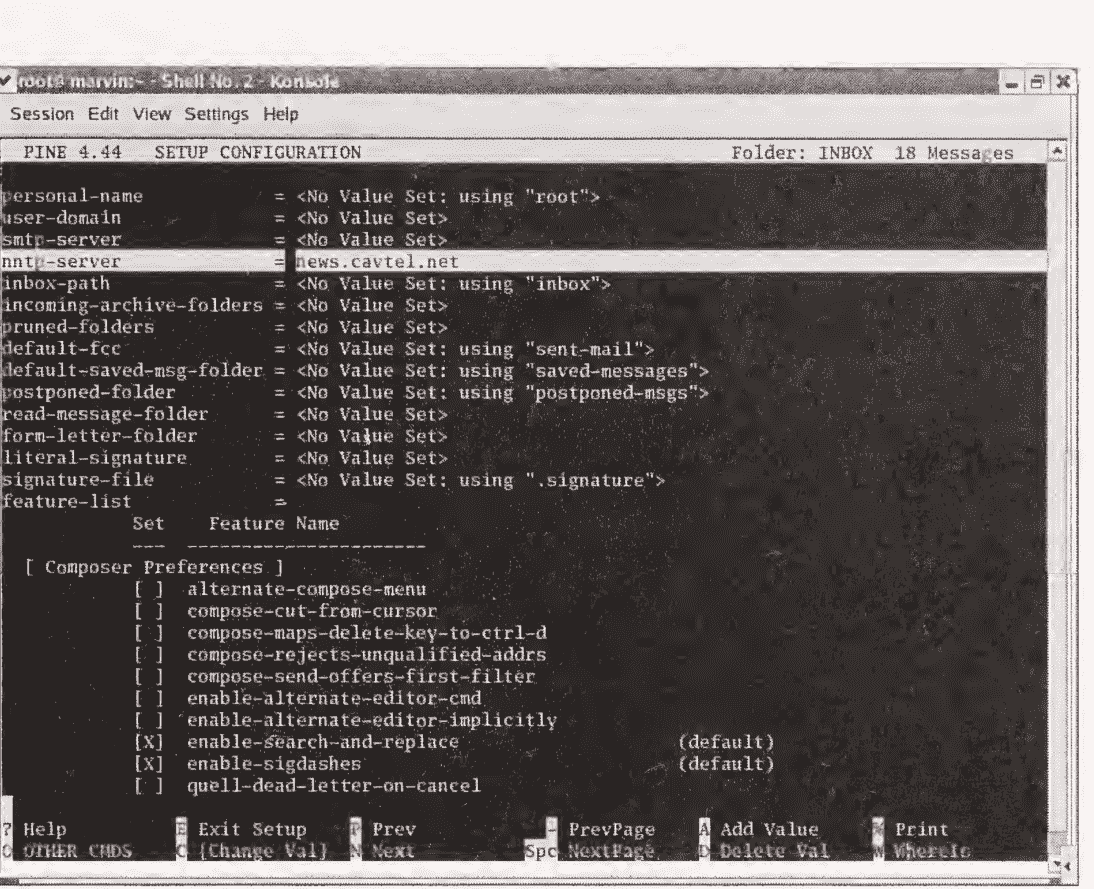 root@ marvin:~ - Shell No. 2 - Konsole
Session Edit View Settings Help
PINE 4.44 SETUP CONFIGURATION Folder: INBOX 18 Messages
personal-name = <No Value Set: using "root">
user-domain = <No Value Set>
smtp-server = <No Value Set>
nntp-server = news.cavtel.net
inbox-path = <No Value Set: using "inbox">
incoming-archive-folders = <No Value Set>
pruned-folders = <No Value Set>
default-fcc = <No Value Set: using "sent-mail">
default-saved-msg-folder = <No Value Set: using "saved-messages">
postponed-folder = <No Value Set: using "postponed-msgs">
read-message-folder = <No Value Set>
form-letter-folder = <No Value Set>
literal-signature = <No Value Set>
signature-file = <No Value Set: using ".signature">
feature-list =
Set Feature Name
--- ----------------------
[ Composer Preferences ]
[ ] alternate-compose-menu
[ ] compose-cut-from-cursor
[ ] compose-maps-delete-key-to-ctrl-d
[ ] compose-rejects-unqualified-addrs
[ ] compose-send-offers-first-filter
[ ] enable-alternate-editor-cmd
[ ] enable-alternate-editor-implicitly
[X] enable-search-and-replace (default)
[X] enable-sigdashes (default)
[ ] quell-dead-letter-on-cancel
? Help E Exit Setup P Prev - PrevPage A Add Value % Print
O OTHER CMDS C [Change Val] N Next Spc NextPage D Delete Val W WhereIs